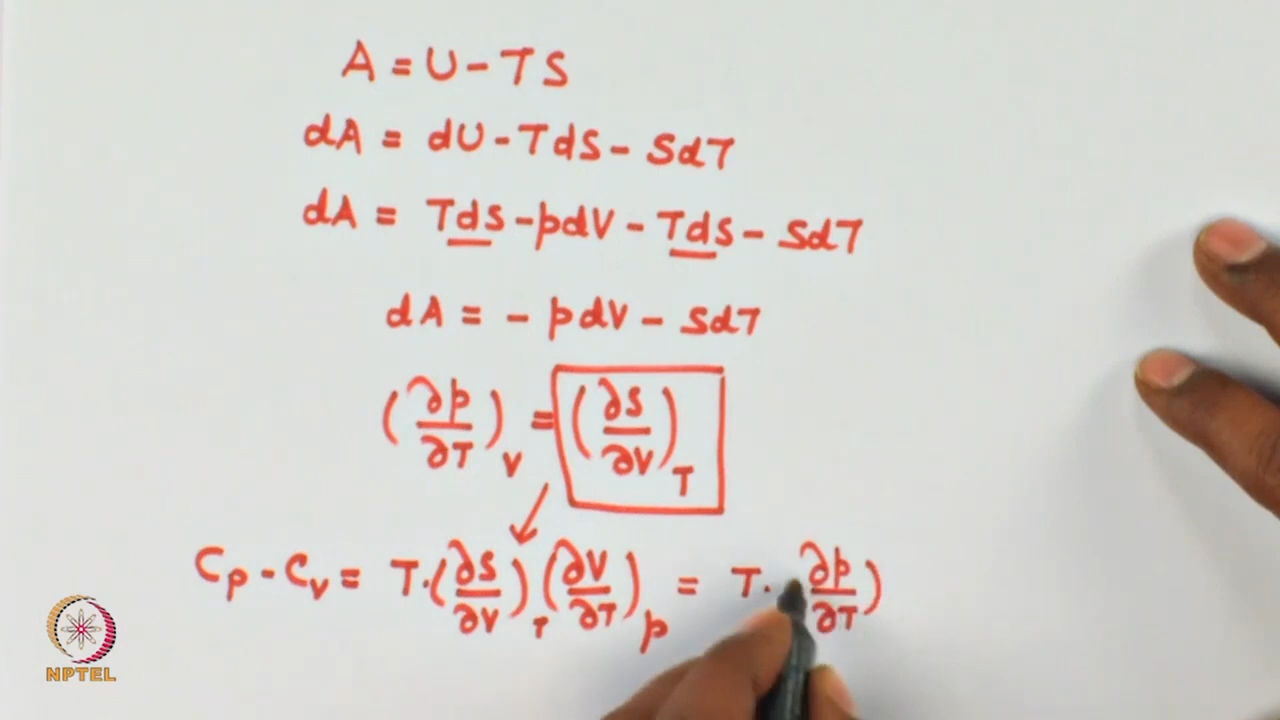 A = U - TS
dA = dU - TdS - SdT
dA = TdS - pdV - TdS - SdT
dA = - pdV - SdT
(∂p/∂T)_V = (∂S/∂V)_T
C_p - C_v = T·(∂S/∂V)_T (∂V/∂T)_p = T· ∂p/∂T)
NPTEL